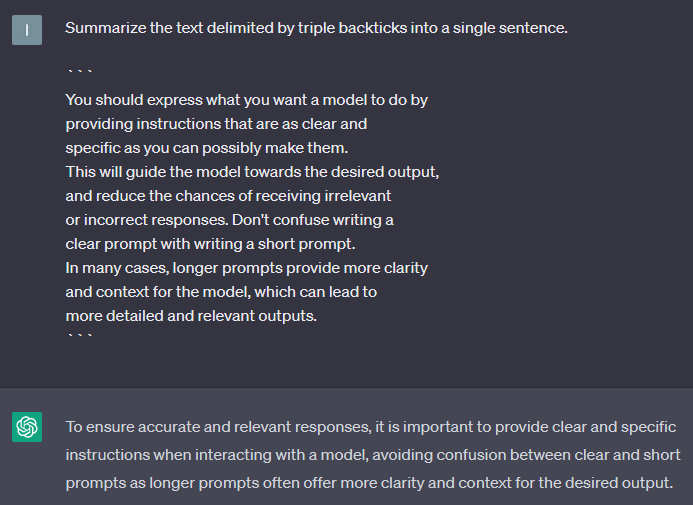 I
Summarize the text delimited by triple backticks into a single sentence.
```
You should express what you want a model to do by
providing instructions that are as clear and
specific as you can possibly make them.
This will guide the model towards the desired output,
and reduce the chances of receiving irrelevant
or incorrect responses. Don't confuse writing a
clear prompt with writing a short prompt.
In many cases, longer prompts provide more clarity
and context for the model, which can lead to
more detailed and relevant outputs.
```
To ensure accurate and relevant responses, it is important to provide clear and specific
instructions when interacting with a model, avoiding confusion between clear and short
prompts as longer prompts often offer more clarity and context for the desired output.